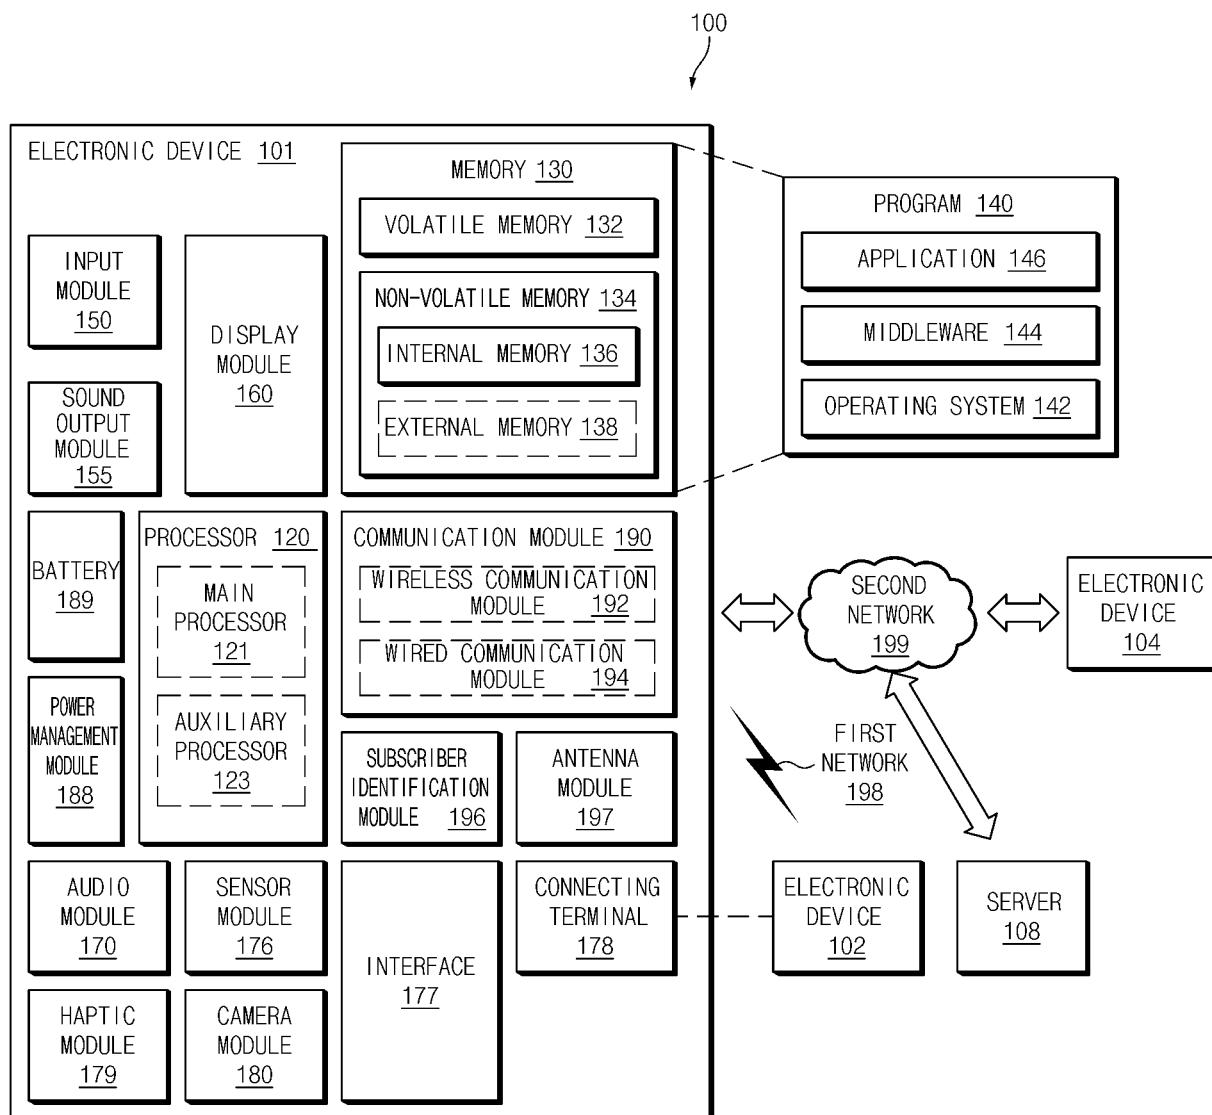 100
ELECTRONIC DEVICE 101
MEMORY 130
VOLATILE MEMORY 132
NON-VOLATILE MEMORY 134
INTERNAL MEMORY 136
EXTERNAL MEMORY 138
PROGRAM 140
APPLICATION 146
MIDDLEWARE 144
OPERATING SYSTEM 142
INPUT
MODULE
150
SOUND
OUTPUT
MODULE
155
DISPLAY
MODULE
160
BATTERY
189
POWER
MANAGEMENT
MODULE
188
PROCESSOR 120
MAIN
PROCESSOR
121
AUXILIARY
PROCESSOR
123
COMMUNICATION MODULE 190
WIRELESS COMMUNICATION
MODULE 192
WIRED COMMUNICATION
MODULE 194
SUBSCRIBER
IDENTIFICATION
MODULE 196
ANTENNA
MODULE
197
SECOND
NETWORK
199
ELECTRONIC
DEVICE
104
FIRST
NETWORK
198
AUDIO
MODULE
170
SENSOR
MODULE
176
INTERFACE
177
CONNECTING
TERMINAL
178
ELECTRONIC
DEVICE
102
SERVER
108
HAPTIC
MODULE
179
CAMERA
MODULE
180